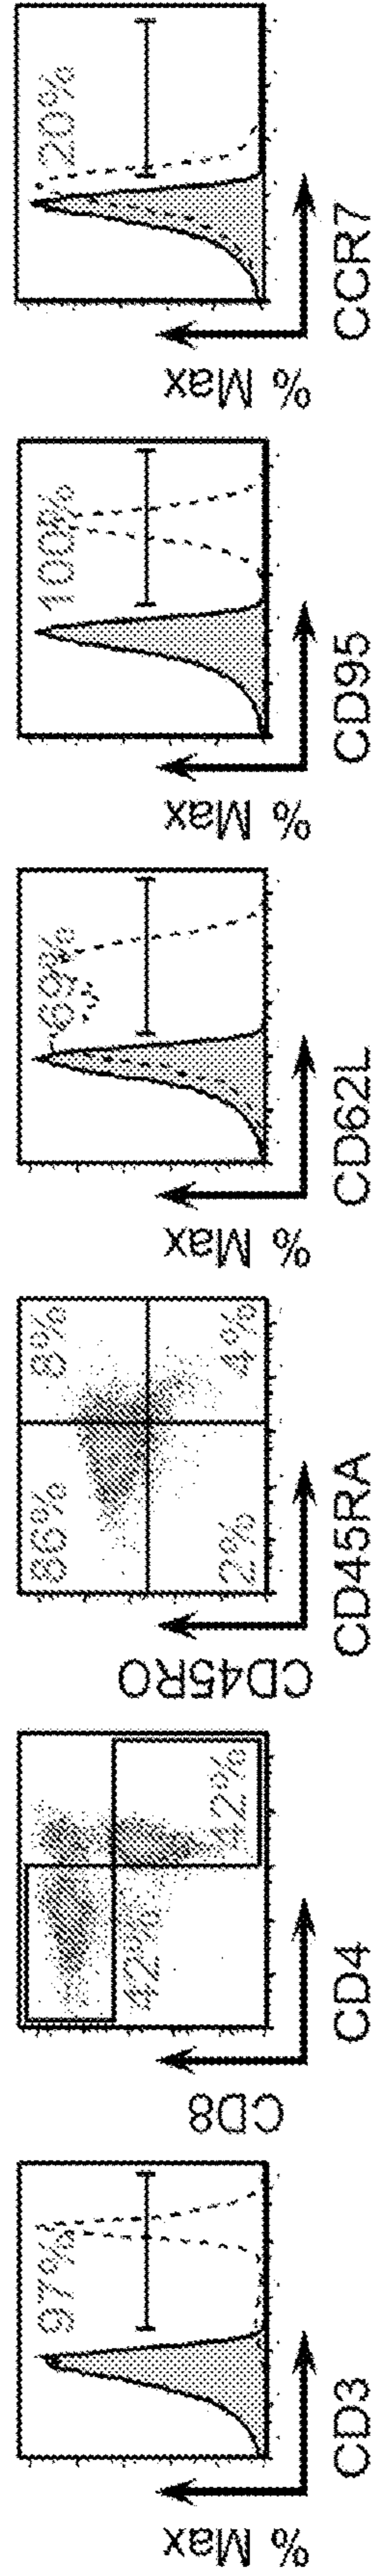 97%
% Max
CD3
42%
42%
CD8
CD4
86%
8%
2%
4%
CD45RO
CD45RA
69%
% Max
CD62L
100%
% Max
CD95
20%
% Max
CCR7